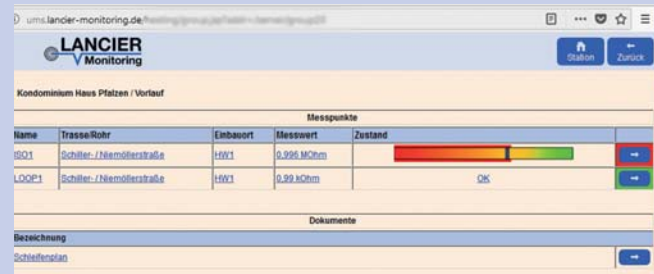 ums.lancier-monitoring.de/
LANCIER
Monitoring
Station
Zurück
Kondominium Haus Pfalzen / Vorlauf
Messpunkte
Name Trasse/Rohr Einbauort Messwert Zustand
ISO1 Schiller- / Niemöllerstraße HW1 0.996 MOhm
LOOP1 Schiller- / Niemöllerstraße HW1 0.99 kOhm OK
Dokumente
Bezeichnung
Schleifenplan